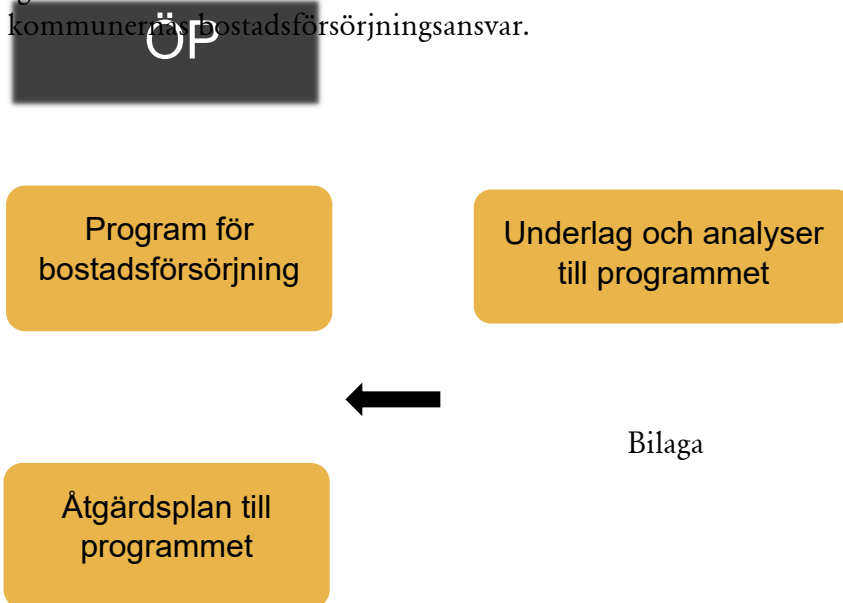 kommunernas bostadsförsörjningsansvar.
ÖP
Program för
bostadsförsörjning
Underlag och analyser
till programmet
Bilaga
Åtgärdsplan till
programmet